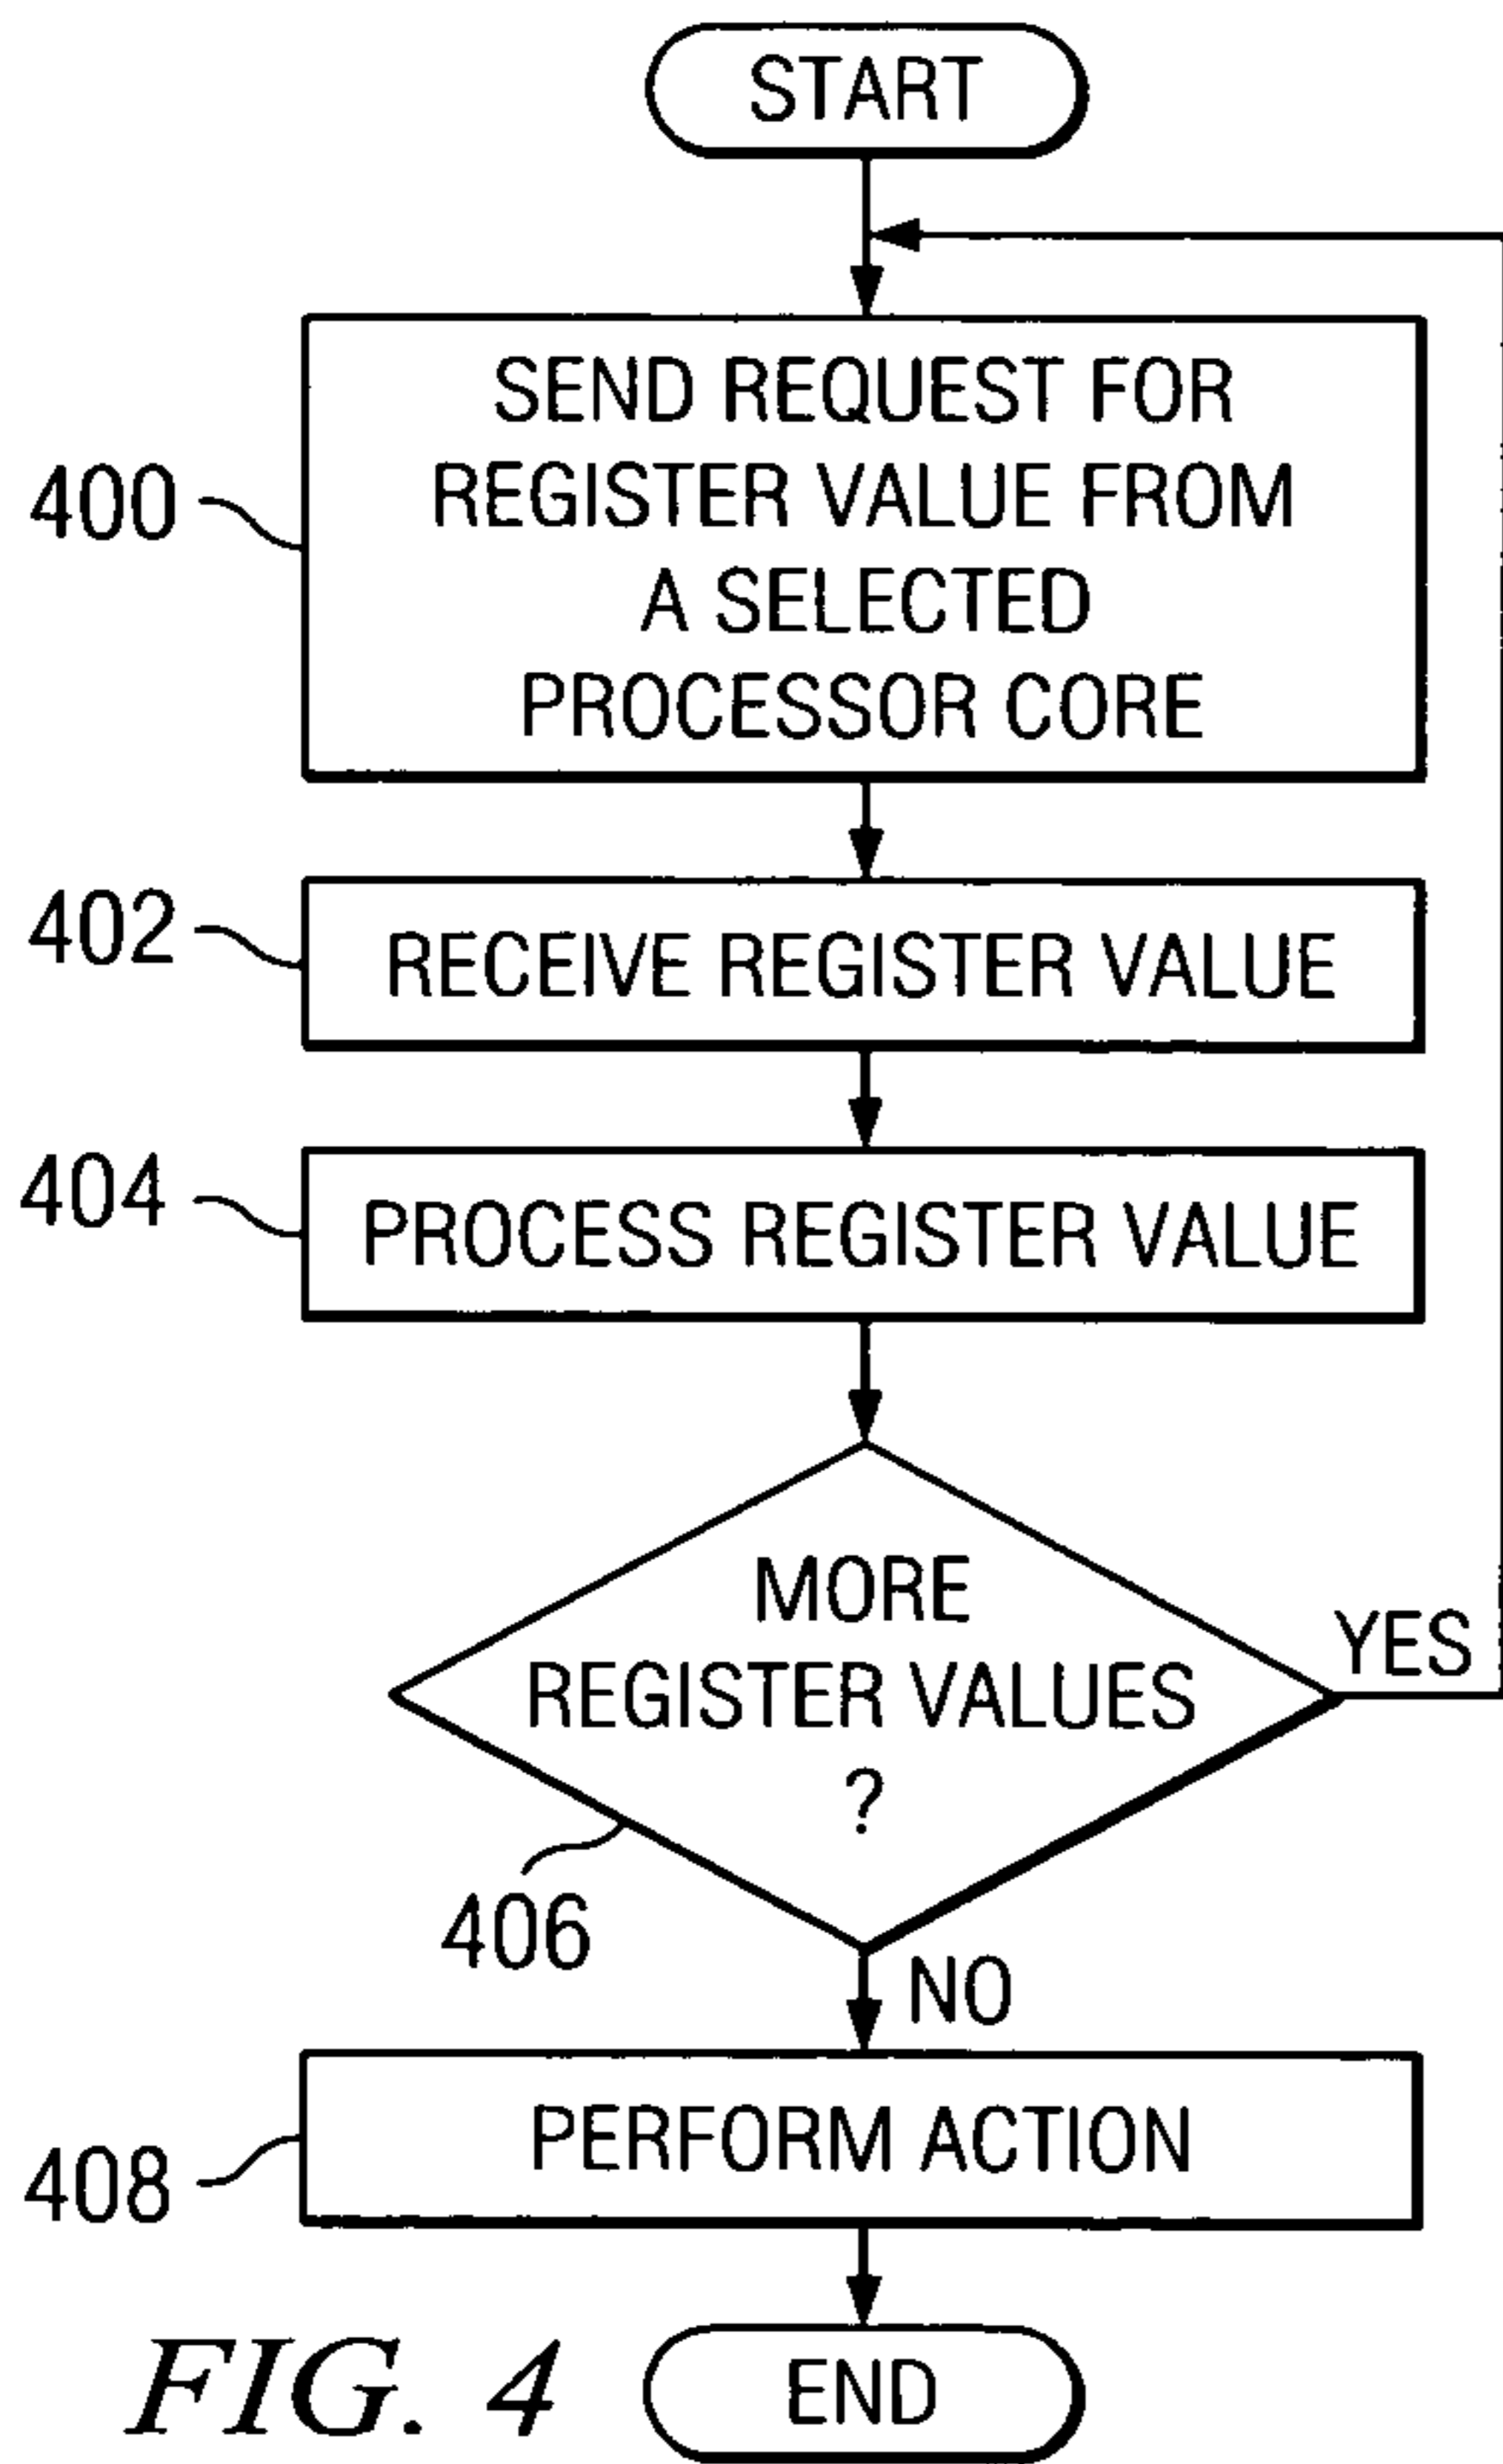 START
SEND REQUEST FOR
REGISTER VALUE FROM
A SELECTED
PROCESSOR CORE
400
402
RECEIVE REGISTER VALUE
404
PROCESS REGISTER VALUE
MORE
REGISTER VALUES
?
YES
406
NO
PERFORM ACTION
408
END
FIG. 4